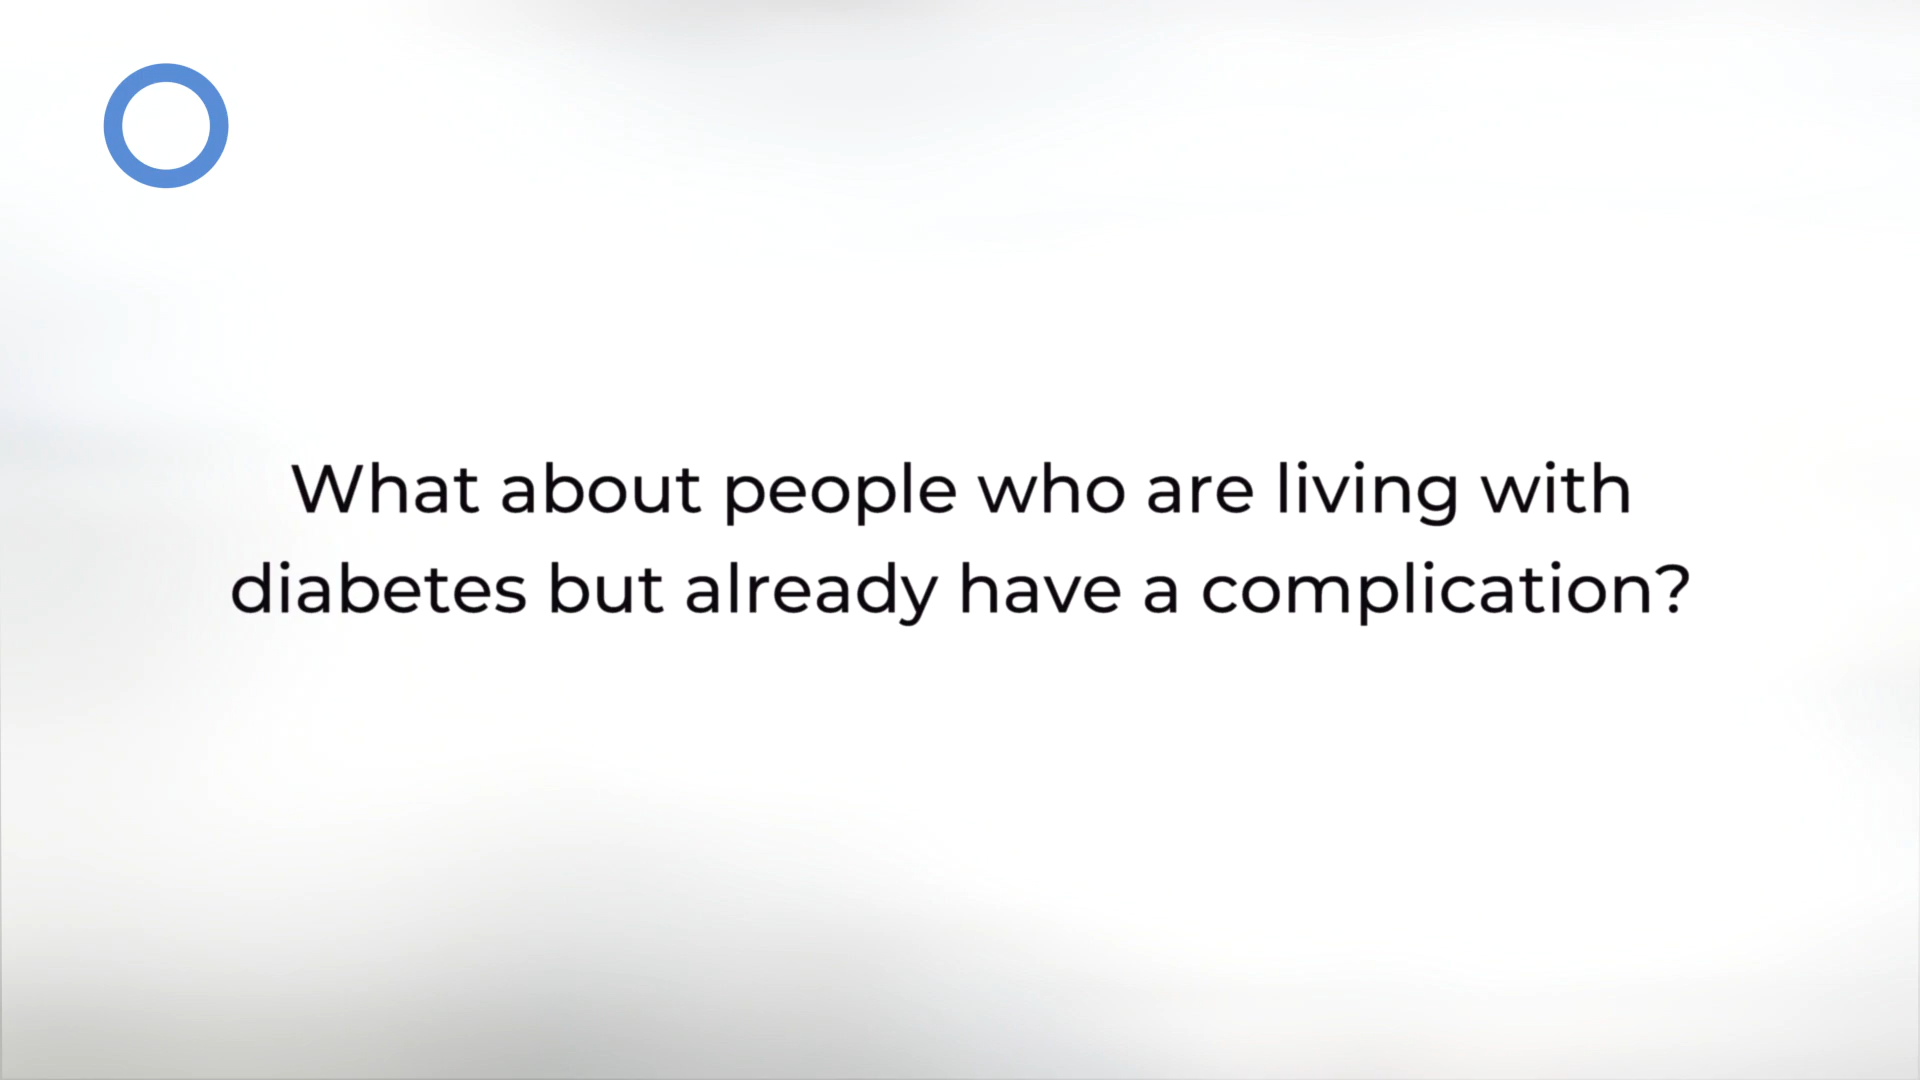 What about people who are living with
diabetes but already have a complication?